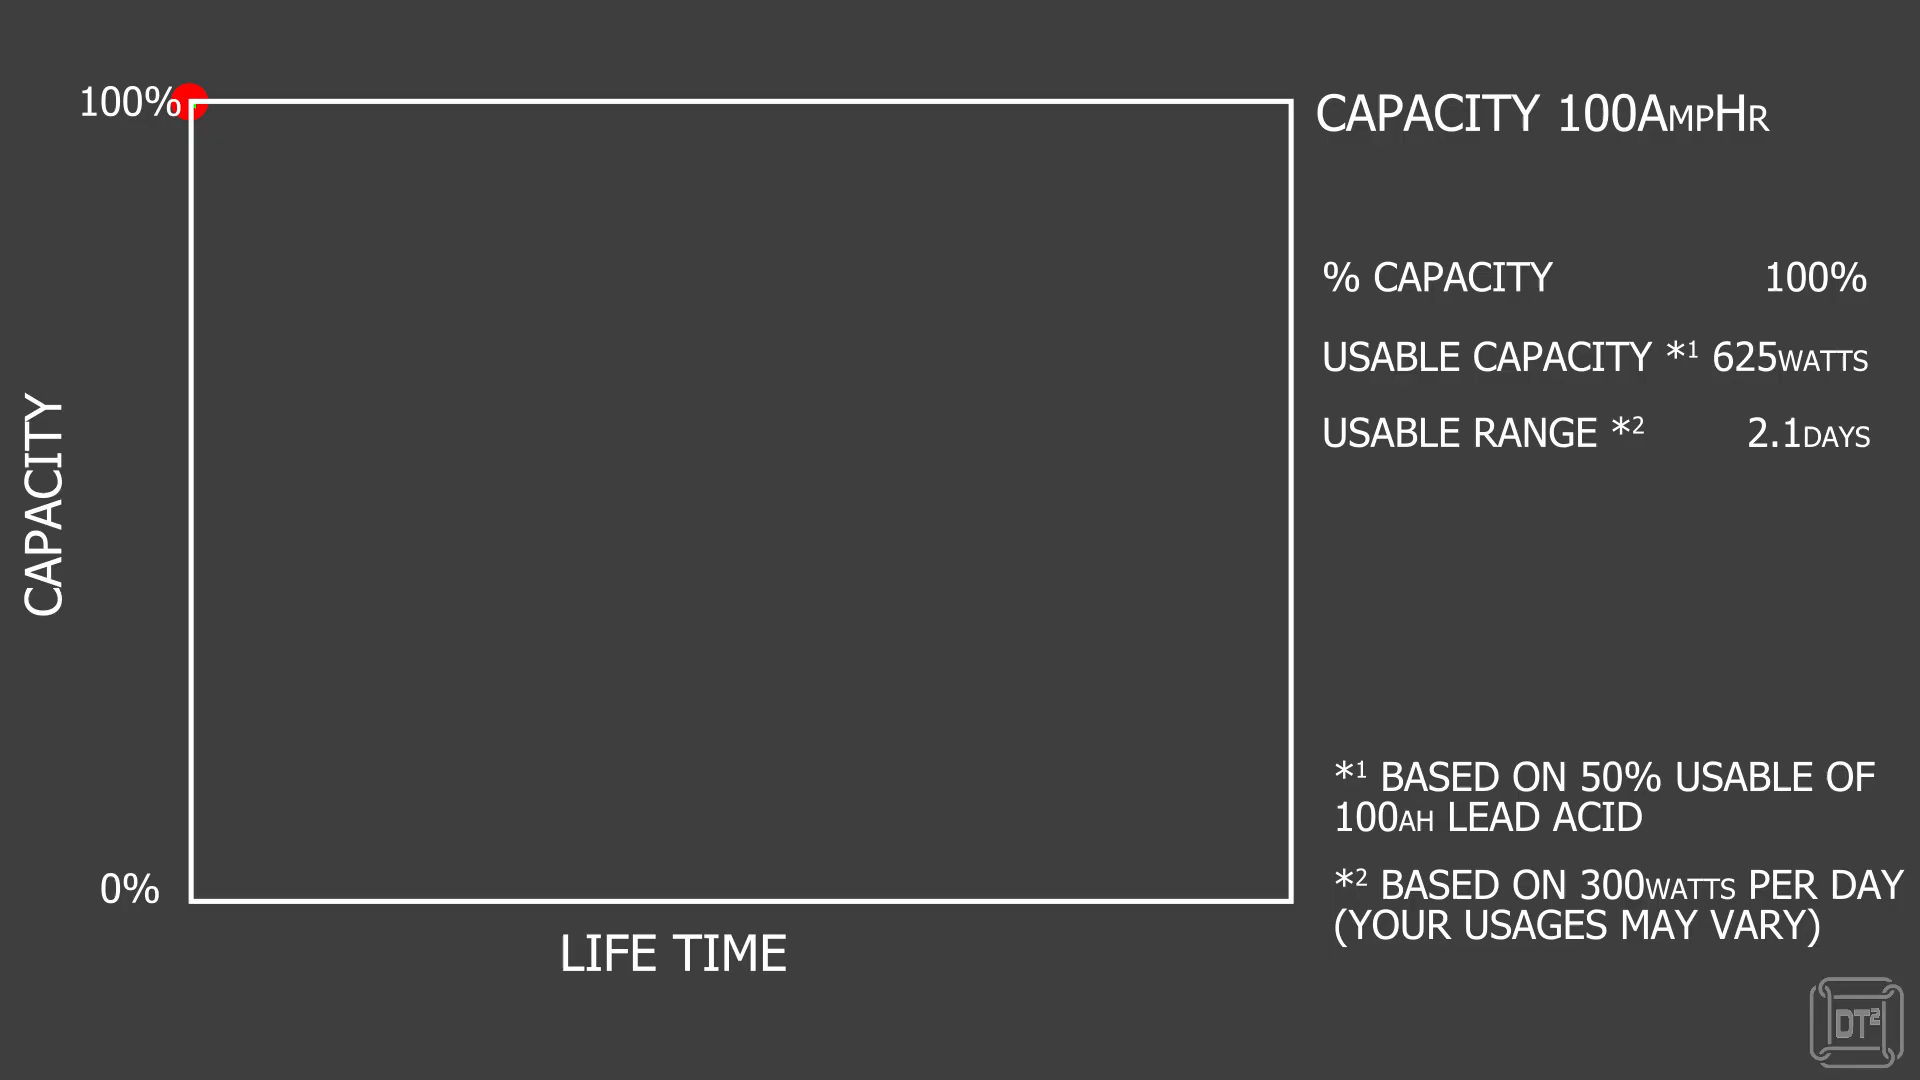 100%
CAPACITY 100AMPHR
% CAPACITY 100%
USABLE CAPACITY *1 625WATTS
USABLE RANGE *2 2.1DAYS
CAPACITY
*1 BASED ON 50% USABLE OF
100AH LEAD ACID
0%
*2 BASED ON 300WATTS PER DAY
(YOUR USAGES MAY VARY)
LIFE TIME
DT2